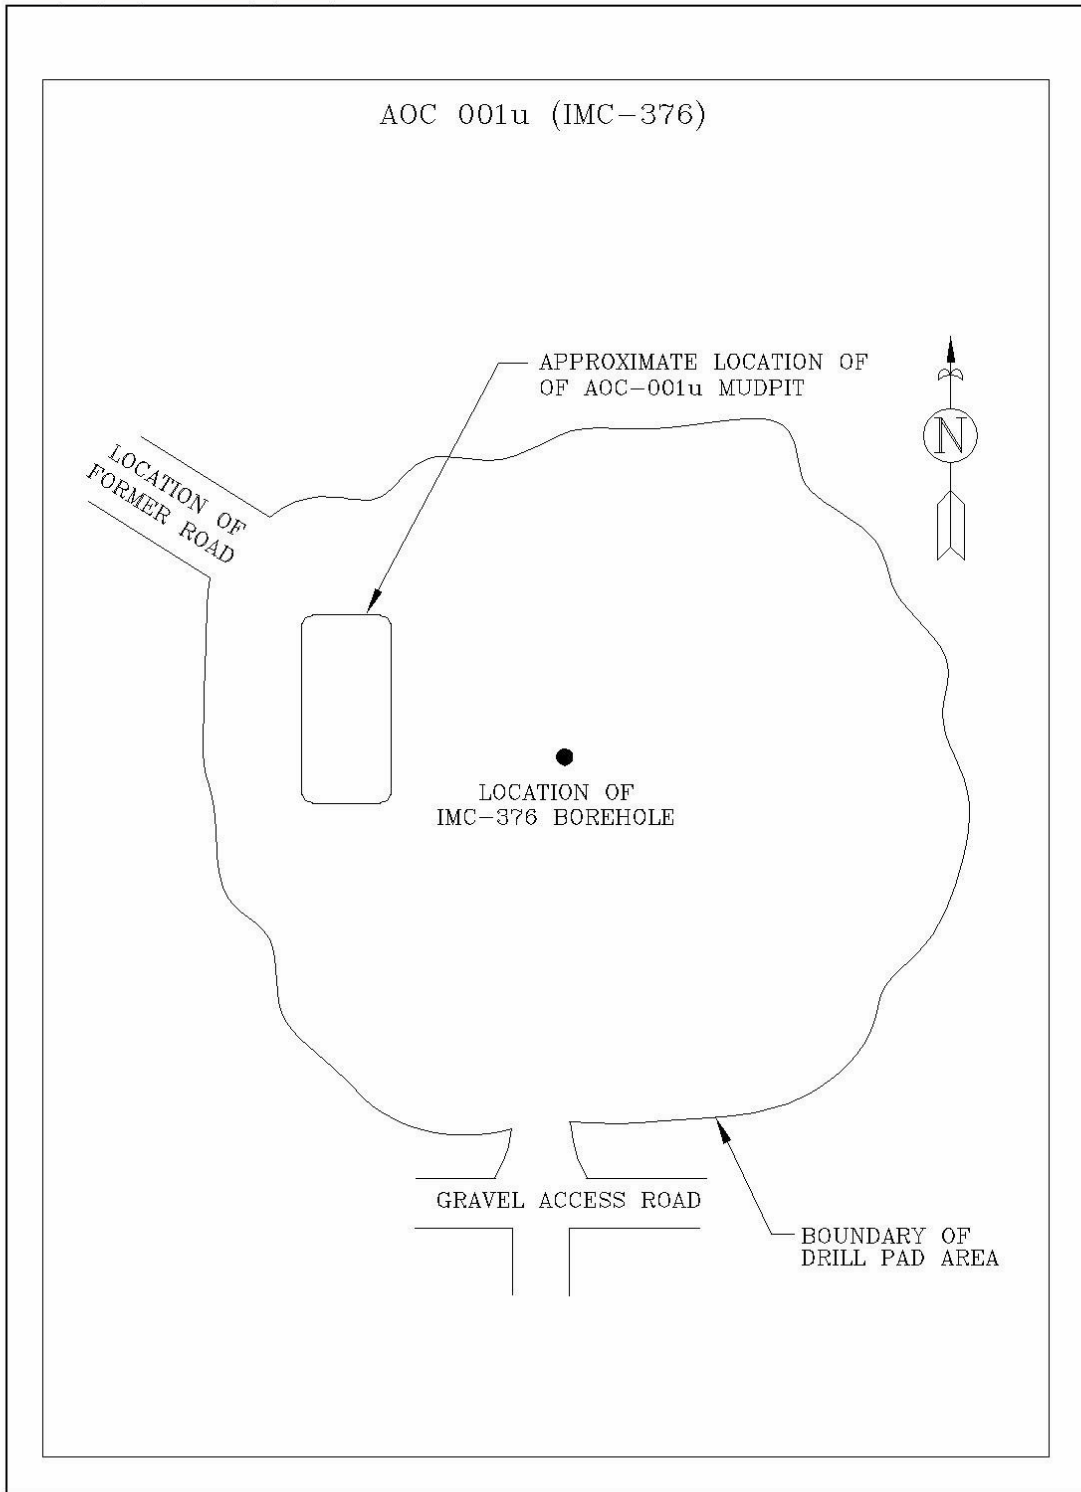 AOC 001u (IMC-376)
APPROXIMATE LOCATION OF
OF AOC-001u MUDPIT
N
LOCATION OF
FORMER ROAD
LOCATION OF
IMC-376 BOREHOLE
GRAVEL ACCESS ROAD
BOUNDARY OF
DRILL PAD AREA